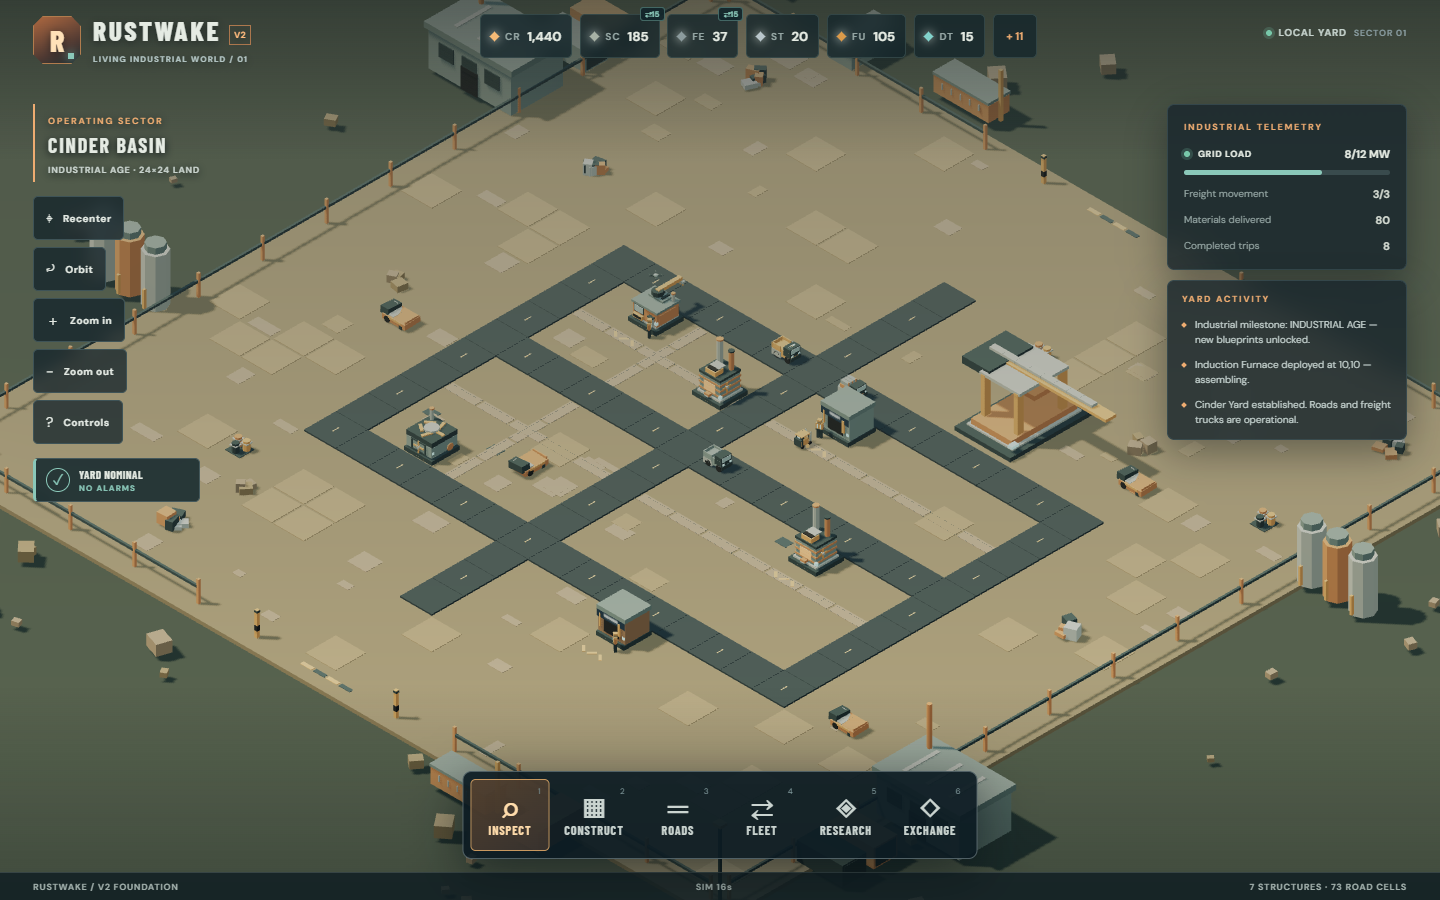 R
RUSTWAKE V2
LIVING INDUSTRIAL WORLD / 01
CR 1,440
SC 185
⇄15
FE 37
⇄15
ST 20
FU 105
DT 15
+11
LOCAL YARD SECTOR 01
OPERATING SECTOR
CINDER BASIN
INDUSTRIAL AGE · 24×24 LAND
Recenter
Orbit
+ Zoom in
− Zoom out
? Controls
YARD NOMINAL
NO ALARMS
INDUSTRIAL TELEMETRY
GRID LOAD 8/12 MW
Freight movement 3/3
Materials delivered 80
Completed trips 8
YARD ACTIVITY
Industrial milestone: INDUSTRIAL AGE —
new blueprints unlocked.
Induction Furnace deployed at 10,10 —
assembling.
Cinder Yard established. Roads and freight
trucks are operational.
1
INSPECT
2
CONSTRUCT
3
ROADS
4
FLEET
5
RESEARCH
6
EXCHANGE
RUSTWAKE / V2 FOUNDATION
SIM 16s
7 STRUCTURES · 73 ROAD CELLS